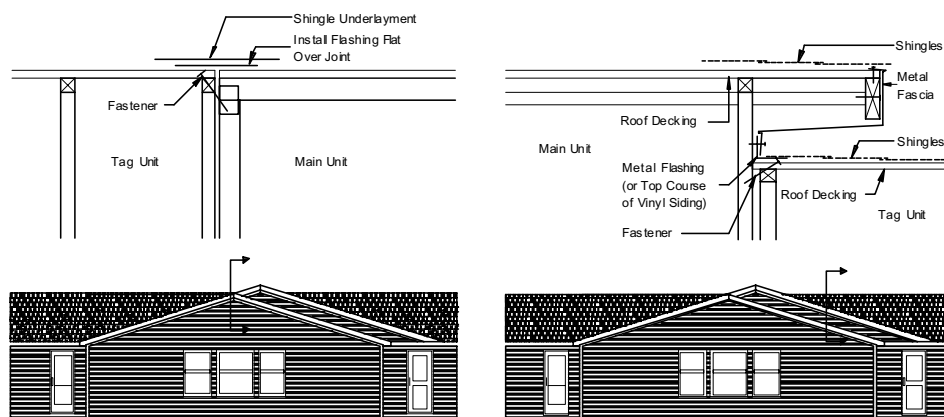 Shingle Underlayment
Install Flashing Flat
Over Joint
Fastener
Tag Unit
Main Unit
Shingles
Metal
Fascia
Roof Decking
Main Unit
Shingles
Metal Flashing
(or Top Course
of Vinyl Siding)
Roof Decking
Tag Unit
Fastener